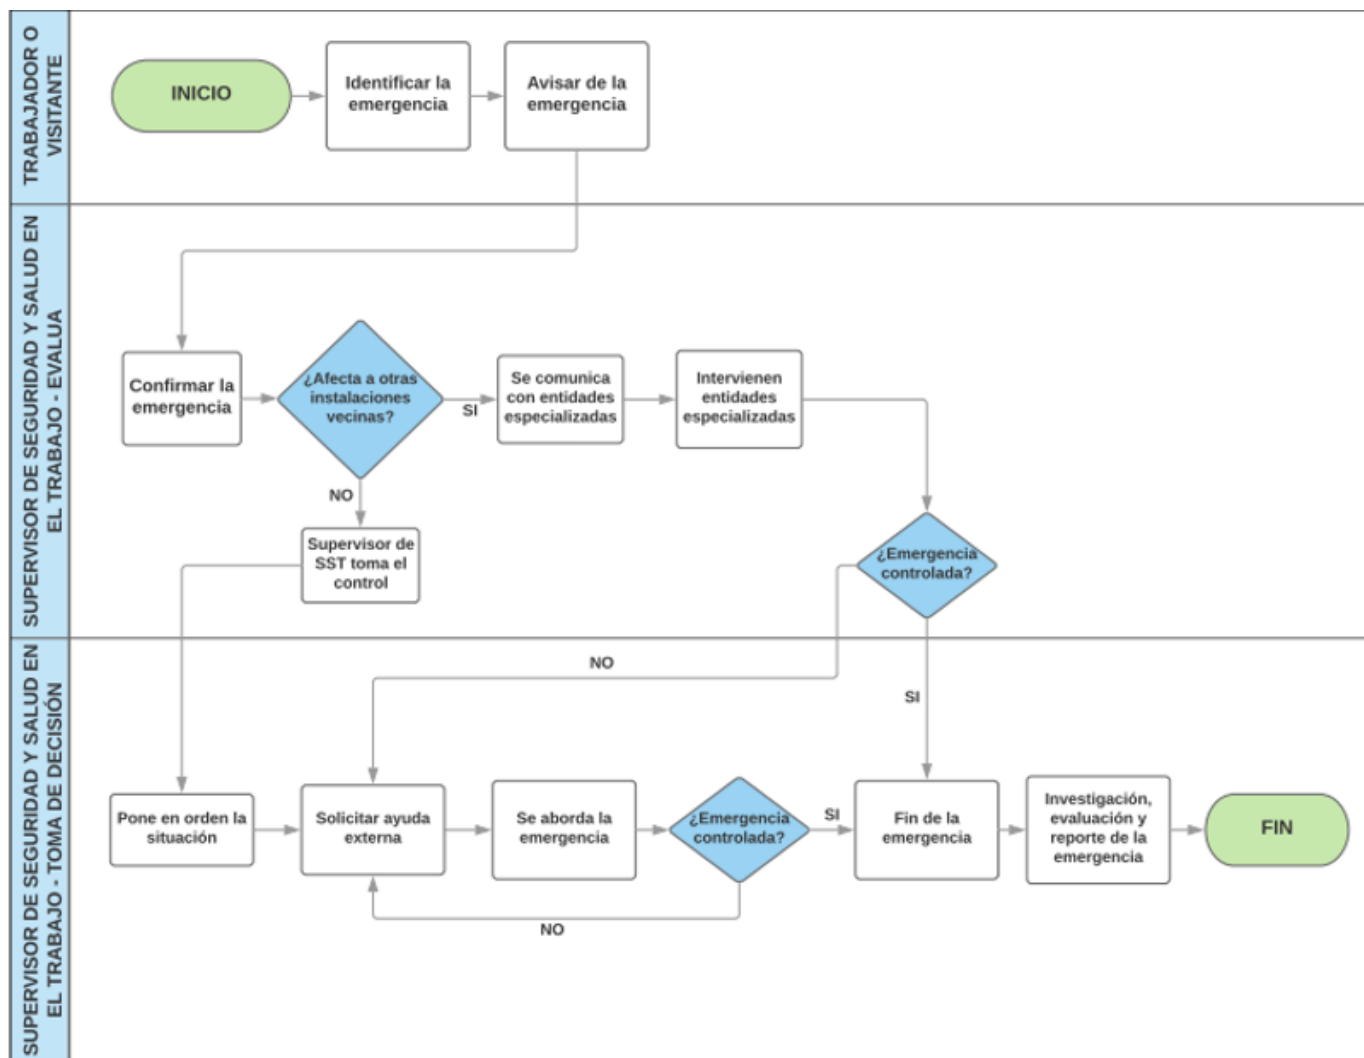 TRABAJADOR O
VISITANTE
INICIO
Identificar la
emergencia
Avisar de la
emergencia
SUPERVISOR DE SEGURIDAD Y SALUD EN
EL TRABAJO - EVALUA
Confirmar la
emergencia
¿Afecta a otras
instalaciones
vecinas?
SI
Se comunica
con entidades
especializadas
Intervienen
entidades
especializadas
NO
Supervisor de
SST toma el
control
¿Emergencia
controlada?
SUPERVISOR DE SEGURIDAD Y SALUD EN
EL TRABAJO - TOMA DE DECISIÓN
NO
SI
Pone en orden la
situación
Solicitar ayuda
externa
Se aborda la
emergencia
¿Emergencia
controlada?
SI
Fin de la
emergencia
Investigación,
evaluación y
reporte de la
emergencia
FIN
NO